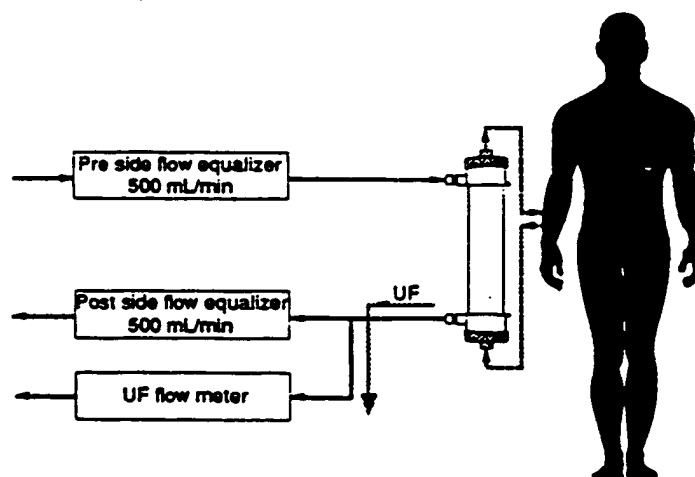 Pre side flow equalizer
500 mL/min
UF
Post side flow equalizer
500 mL/min
UF flow meter